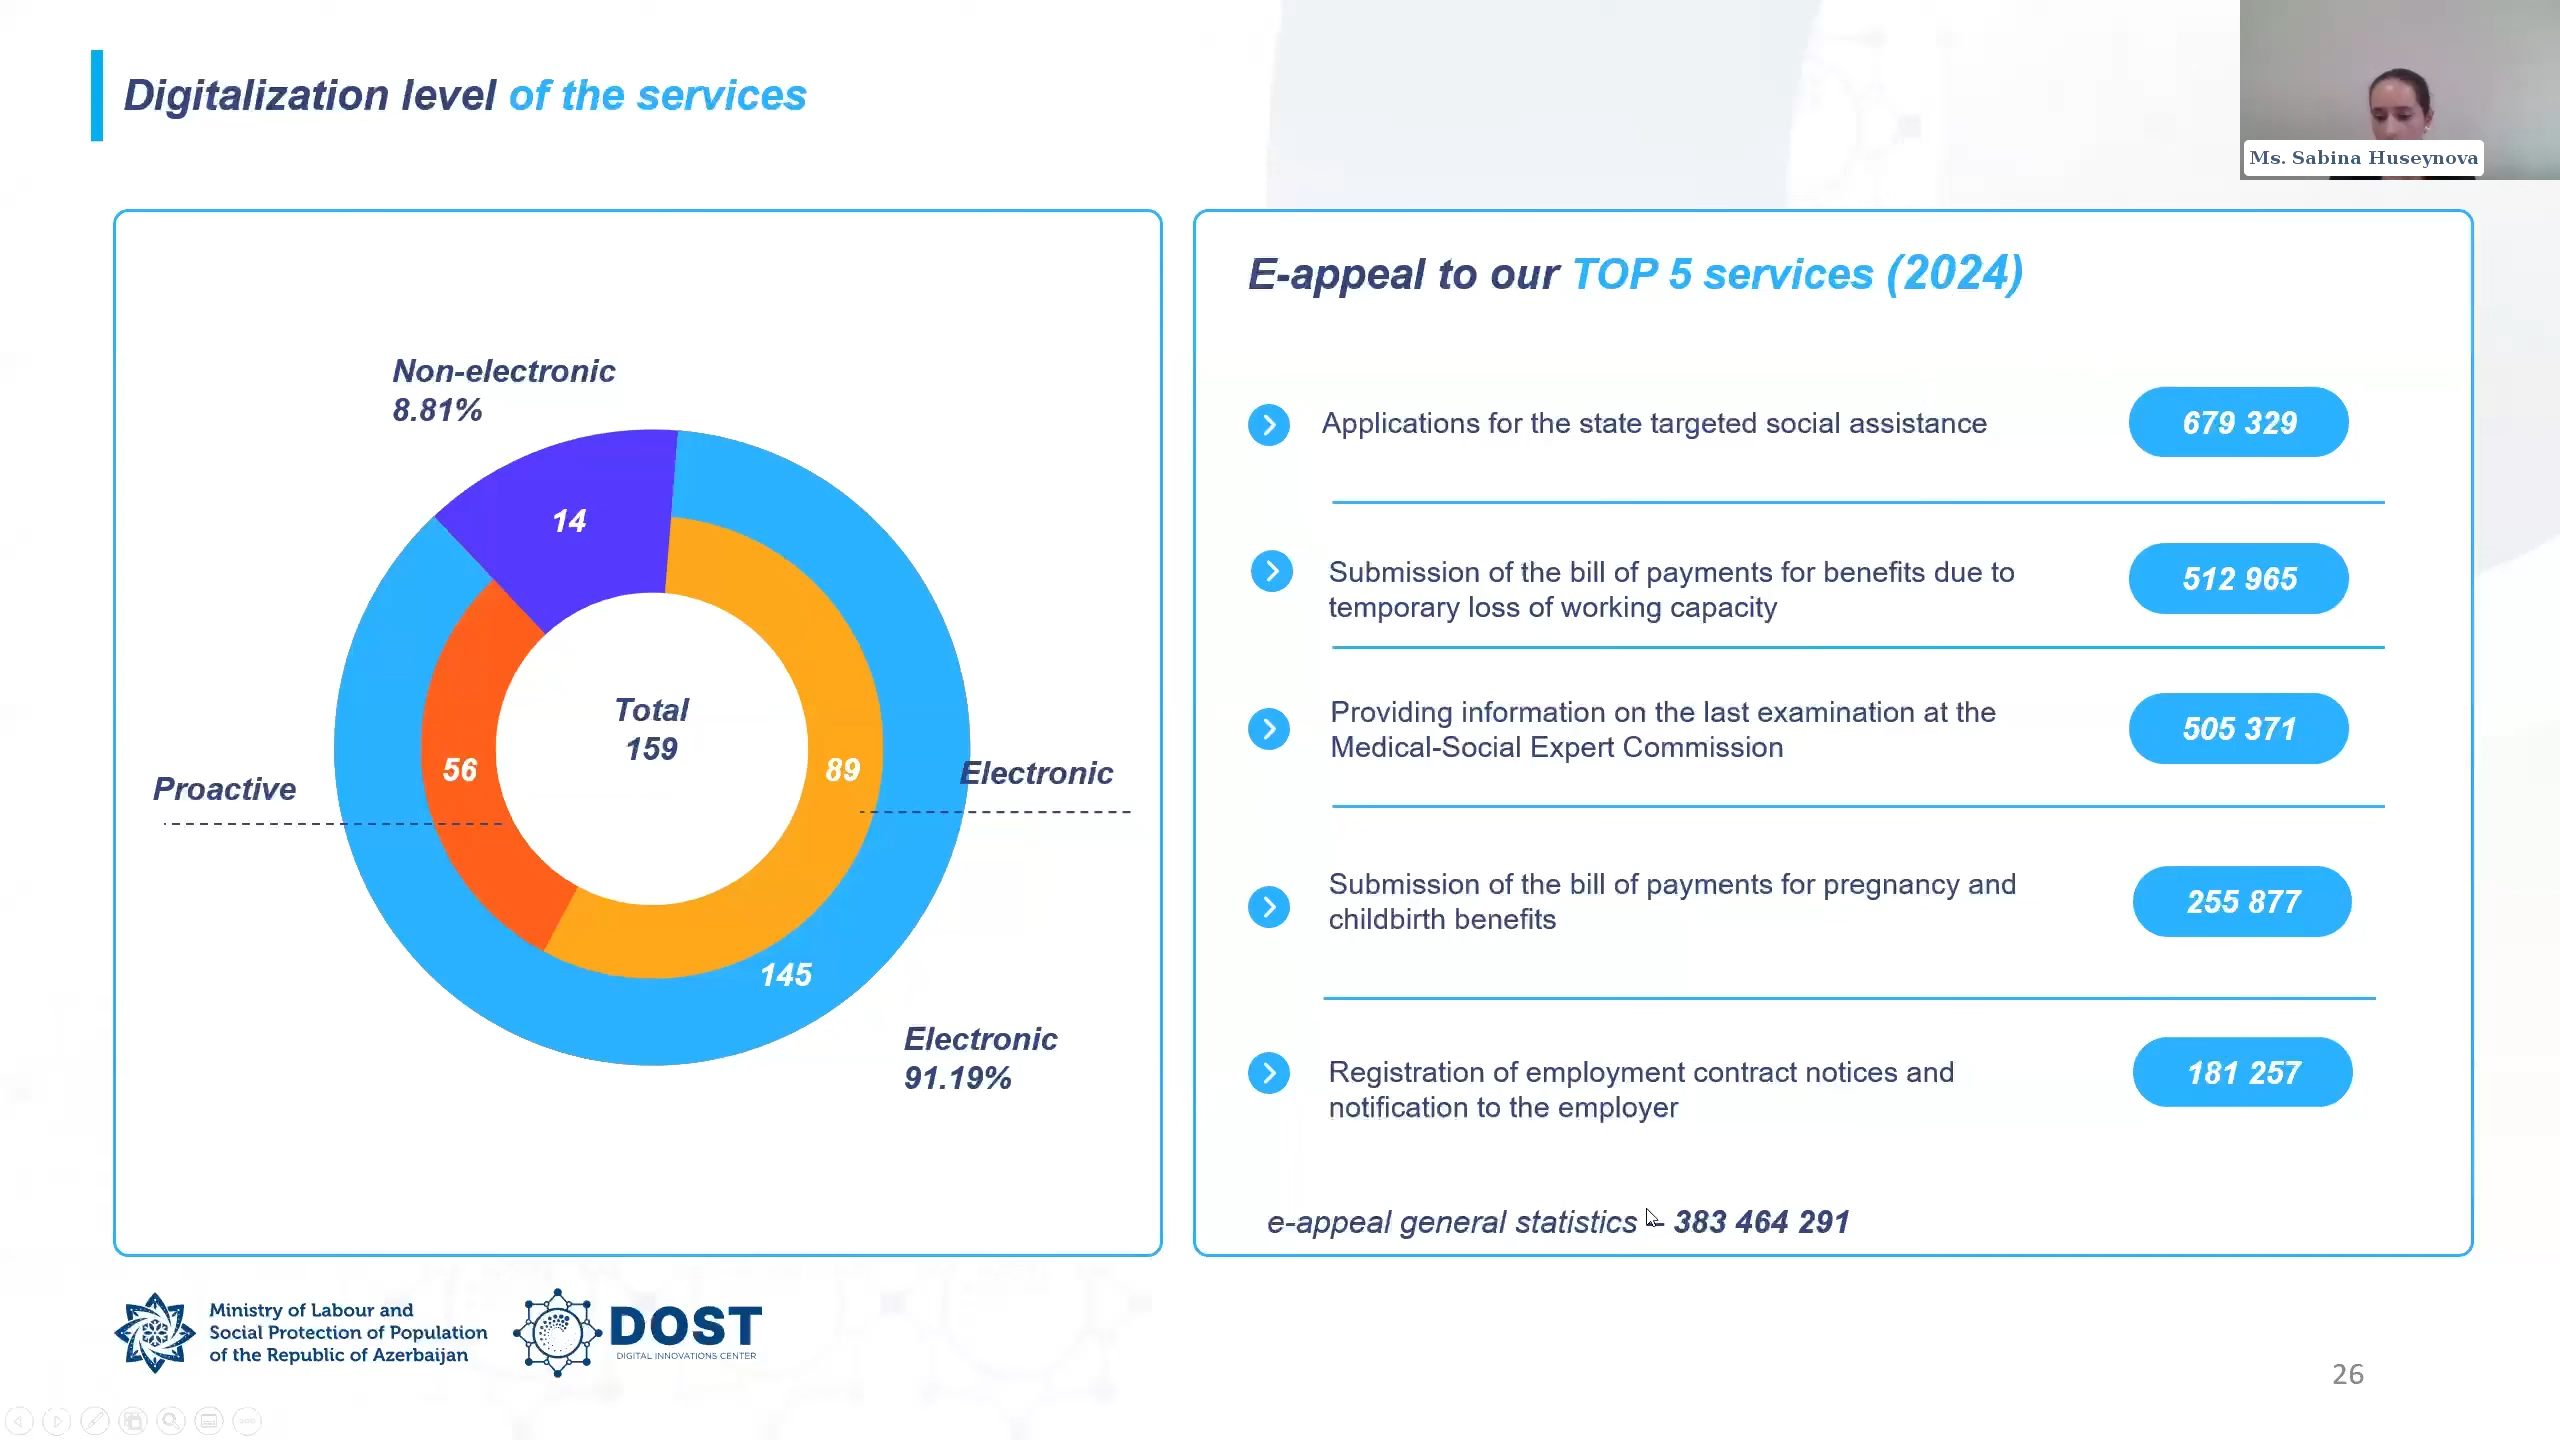 Digitalization level of the services
Ms. Sabina Huseynova
Non-electronic
8.81%
14
Total
159
56
89
Proactive
Electronic
145
Electronic
91.19%
E-appeal to our TOP 5 services (2024)
Applications for the state targeted social assistance
679 329
Submission of the bill of payments for benefits due to
temporary loss of working capacity
512 965
Providing information on the last examination at the
Medical-Social Expert Commission
505 371
Submission of the bill of payments for pregnancy and
childbirth benefits
255 877
Registration of employment contract notices and
notification to the employer
181 257
e-appeal general statistics – 383 464 291
Ministry of Labour and
Social Protection of Population
of the Republic of Azerbaijan
DOST
DIGITAL INNOVATIONS CENTER
26